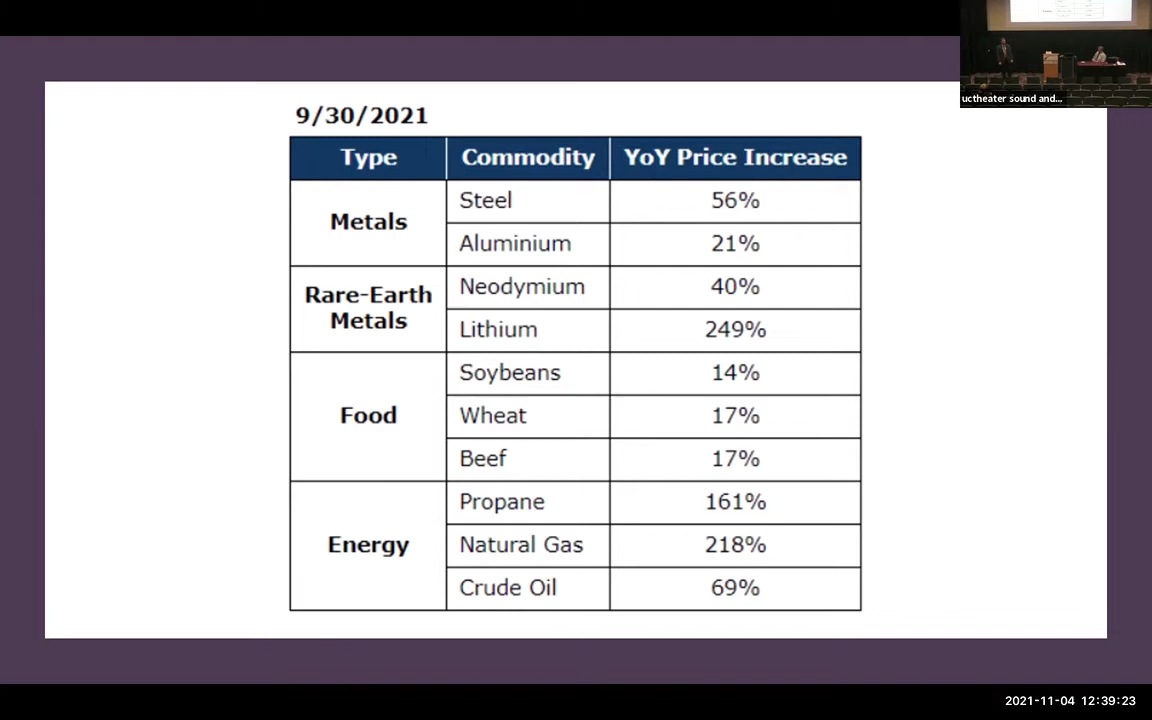 uctheater sound and...
9/30/2021
Type Commodity YoY Price Increase
Metals
Steel 56%
Aluminium 21%
Rare-Earth
Metals
Neodymium 40%
Lithium 249%
Food
Soybeans 14%
Wheat 17%
Beef 17%
Energy
Propane 161%
Natural Gas 218%
Crude Oil 69%
2021-11-04 12:39:23